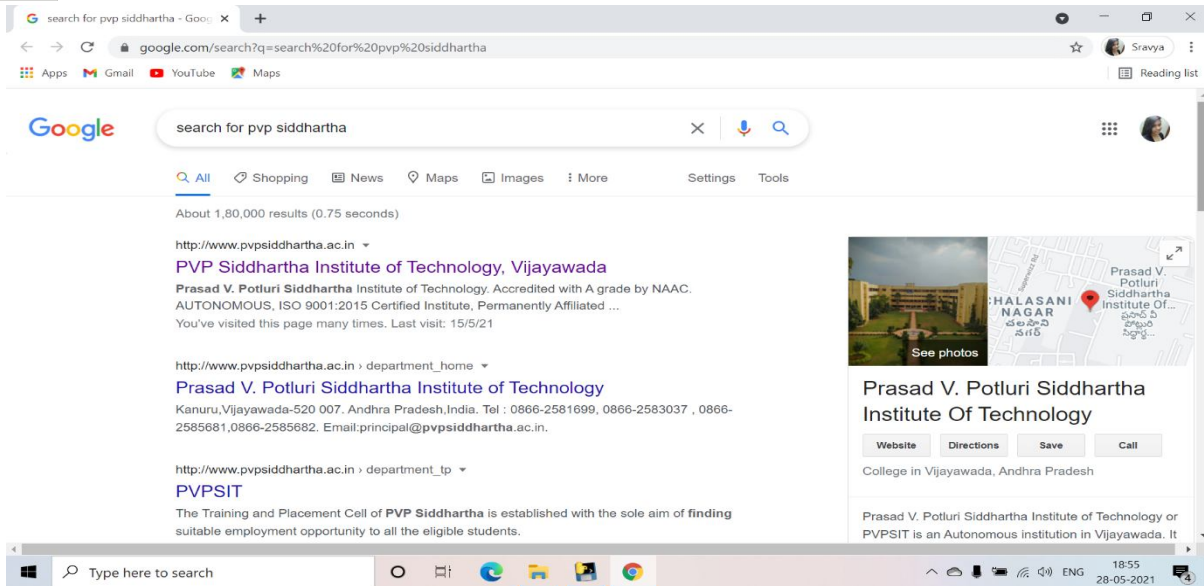 search for pvp siddhartha - Goog
google.com/search?q=search%20for%20pvp%20siddhartha
Sravya
Apps Gmail YouTube Maps
Reading list
Google
search for pvp siddhartha
All Shopping News Maps Images More Settings Tools
About 1,80,000 results (0.75 seconds)
http://www.pvpsiddhartha.ac.in
PVP Siddhartha Institute of Technology, Vijayawada
Prasad V. Potluri Siddhartha Institute of Technology. Accredited with A grade by NAAC.
AUTONOMOUS, ISO 9001:2015 Certified Institute, Permanently Affiliated ...
You've visited this page many times. Last visit: 15/5/21
http://www.pvpsiddhartha.ac.in › department_home
Prasad V. Potluri Siddhartha Institute of Technology
Kanuru,Vijayawada-520 007. Andhra Pradesh,India. Tel : 0866-2581699, 0866-2583037 , 0866-
2585681,0866-2585682. Email:principal@pvpsiddhartha.ac.in.
http://www.pvpsiddhartha.ac.in › department_tp
PVPSIT
The Training and Placement Cell of PVP Siddhartha is established with the sole aim of finding
suitable employment opportunity to all the eligible students.
See photos
CHALASANI
NAGAR
చలసాని
నగర్
Prasad V.
Potluri
Siddhartha
Institute Of...
ప్రసాద్ వి
పోట్లురి
సిద్ధార్థ...
Prasad V. Potluri Siddhartha
Institute Of Technology
Website Directions Save Call
College in Vijayawada, Andhra Pradesh
Prasad V. Potluri Siddhartha Institute of Technology or
PVPSIT is an Autonomous institution in Vijayawada. It
Type here to search
ENG
18:55
28-05-2021